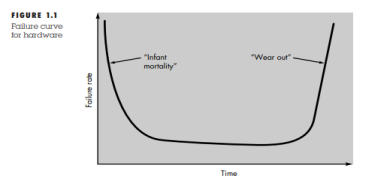 FIGURE 1.1
Failure curve
for hardware
"Infant
mortality"
"Wear out"
Failure rate
Time